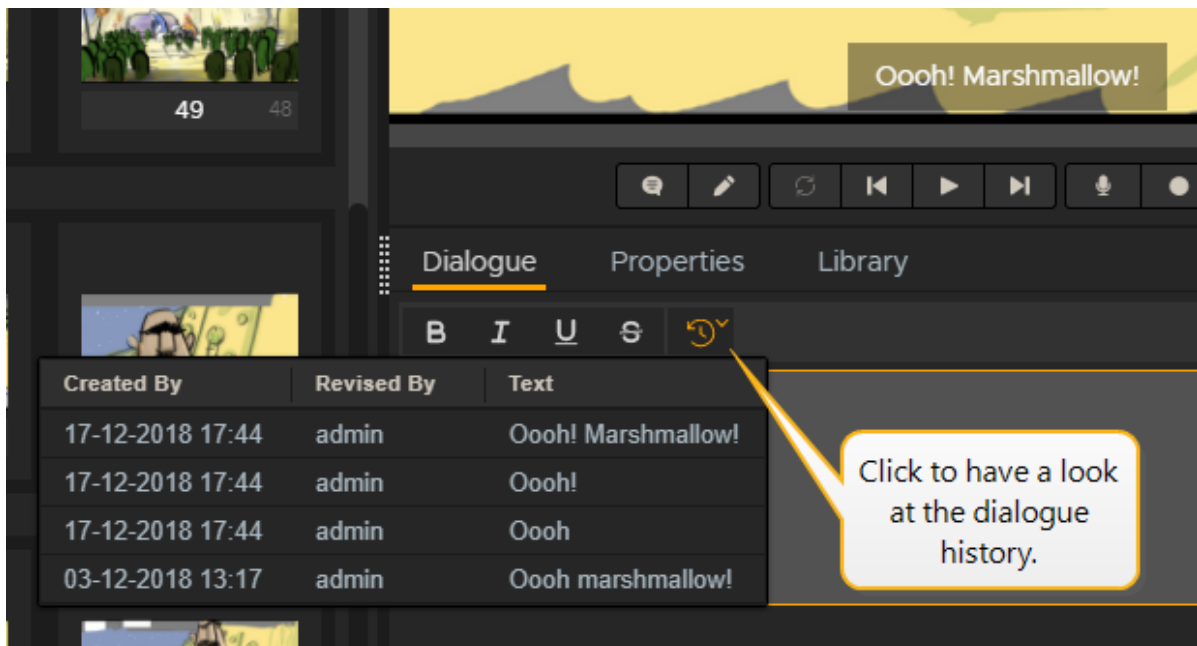 Oooh! Marshmallow!
49 48
Dialogue Properties Library
B I U S
Created By Revised By Text
17-12-2018 17:44 admin Oooh! Marshmallow!
17-12-2018 17:44 admin Oooh!
17-12-2018 17:44 admin Oooh
03-12-2018 13:17 admin Oooh marshmallow!
Click to have a look
at the dialogue
history.